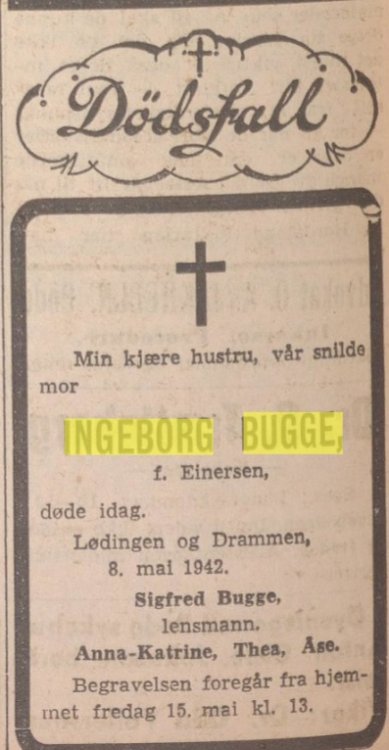 Dödsfall
Min kjære hustru, vår snilde
mor
INGEBORG BUGGE,
f. Einersen,
døde idag.
Lødingen og Drammen,
8. mai 1942.
Sigfred Bugge,
lensmann.
Anna-Katrine, Thea, Åse.
Begravelsen foregår fra hjem-
met fredag 15. mai kl. 13.